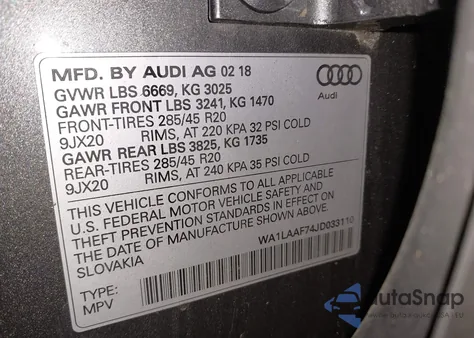 MFD. BY AUDI AG 02 18
GVWR LBS 6669, KG 3025
GAWR FRONT LBS 3241, KG 1470
FRONT-TIRES 285/45 R20
9JX20 RIMS, AT 220 KPA 32 PSI COLD
GAWR REAR LBS 3825, KG 1735
REAR-TIRES 285/45 R20
9JX20 RIMS, AT 240 KPA 35 PSI COLD
Audi
THIS VEHICLE CONFORMS TO ALL APPLICABLE
U.S. FEDERAL MOTOR VEHICLE SAFETY AND
THEFT PREVENTION STANDARDS IN EFFECT ON
THE DATE OF MANUFACTURE SHOWN ABOVE.
SLOVAKIA
WA1LAAF74JD033110
TYPE:
MPV
AutoSnap